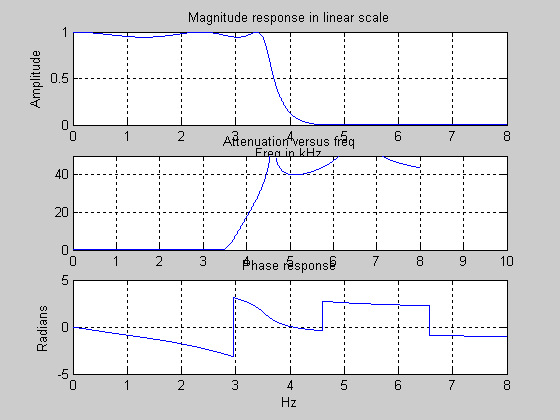 Magnitude response in linear scale
1
0.5
0
Amplitude
0 1 2 3 4 5 6 7 8
Freq in kHz
Attenuation versus freq
40
20
0
0 1 2 3 4 5 6 7 8 9 10
Phase response
5
0
-5
Radians
0 1 2 3 4 5 6 7 8
Hz